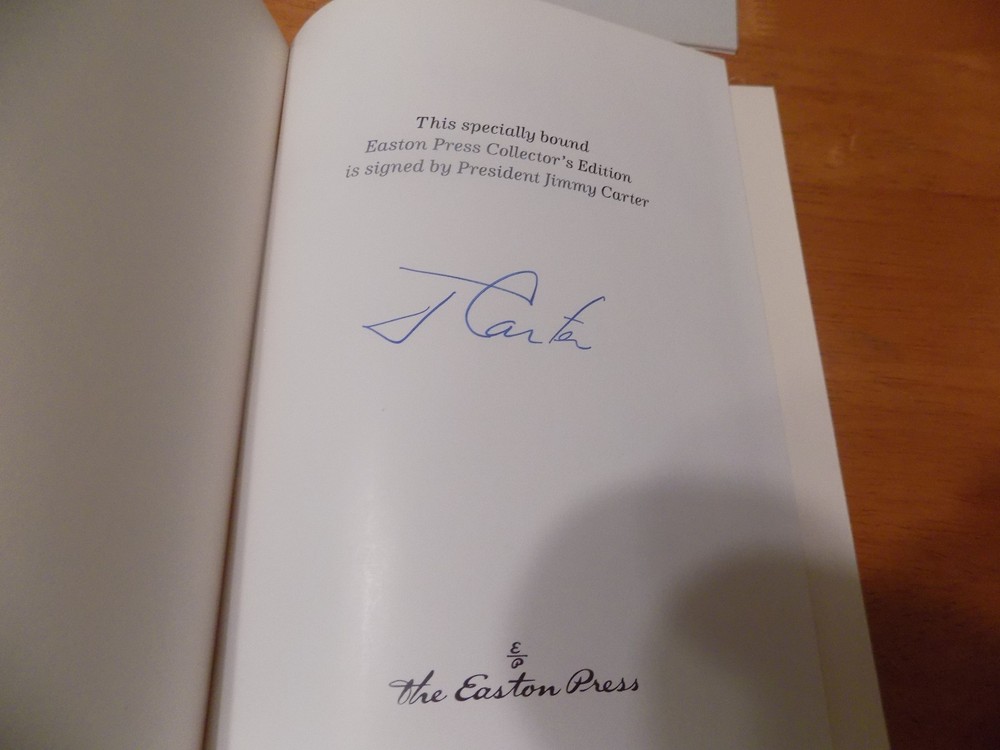 This specially bound
Easton Press Collector's Edition
is signed by President Jimmy Carter
J Carter
E
P
the Easton Press